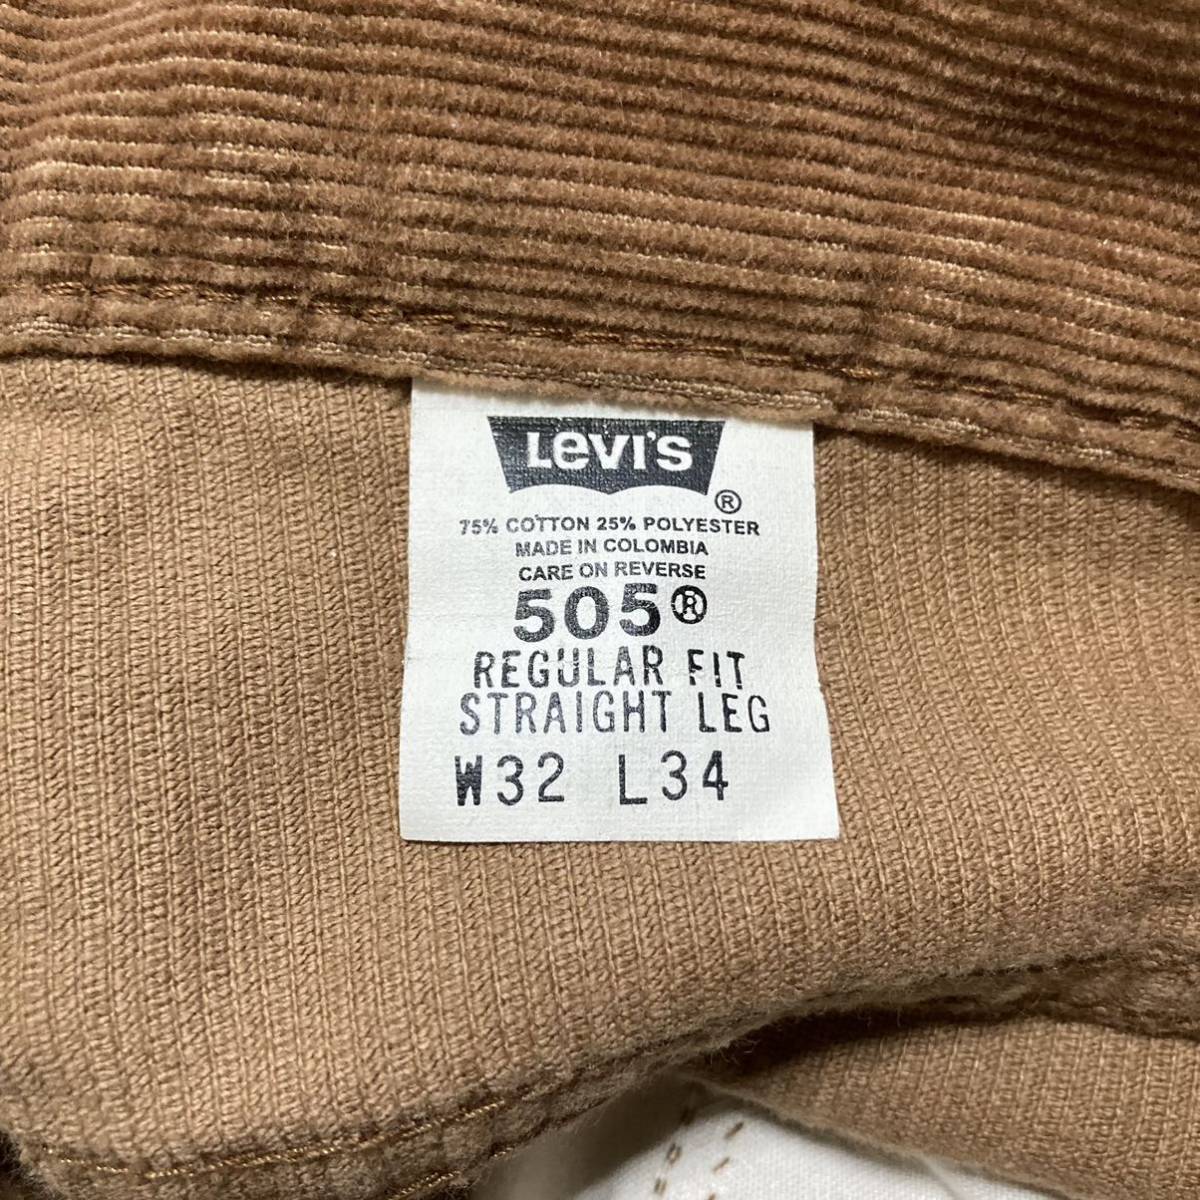 Levi's
®
75% COTTON 25% POLYESTER
MADE IN COLOMBIA
CARE ON REVERSE
505®
REGULAR FIT
STRAIGHT LEG
W32 L34